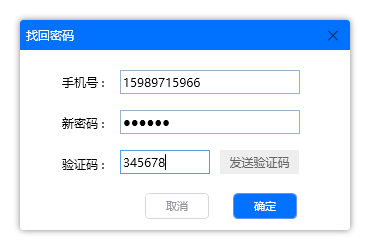 找回密码
手机号： 15989715966
新密码： ●●●●●●
验证码： 345678 发送验证码
取消 确定